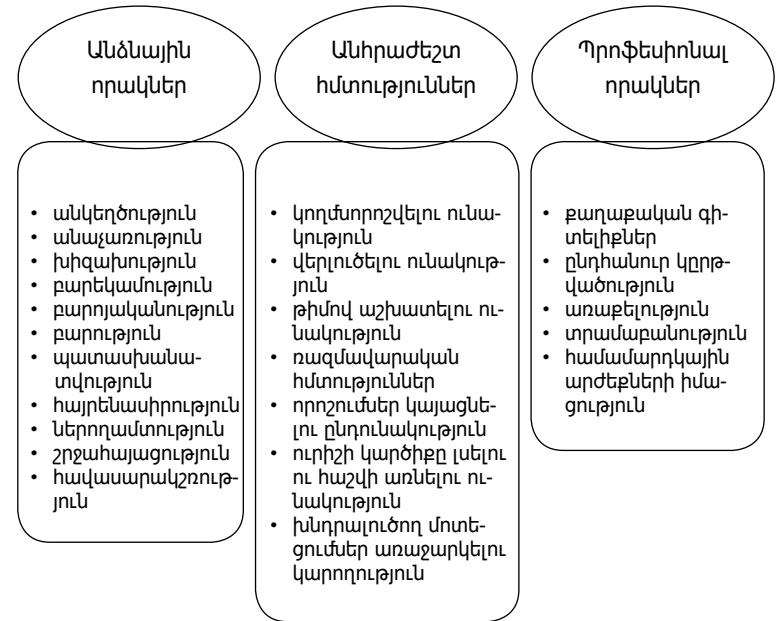 Անձնային
որակներ
• անկեղծություն
• անաչառություն
• խիզախություն
• բարեկամություն
• բարոյականություն
• բարություն
• պատասխանա-
տվություն
• հայրենասիրություն
• ներողամտություն
• շրջահայացություն
• հավասարակշռութ-
յուն
Անհրաժեշտ
հմտություններ
• կողմնորոշվելու ունա-
կություն
• վերլուծելու ունակութ-
յուն
• թիմով աշխատելու ու-
նակություն
• ռազմավարական
հմտություններ
• որոշումներ կայացնե-
լու ընդունակություն
• ուրիշի կարծիքը լսելու
ու հաշվի առնելու ու-
նակություն
• խնդրալուծող մոտե-
ցումներ առաջարկելու
կարողություն
Պրոֆեսիոնալ
որակներ
• քաղաքական գի-
տելիքներ
• ընդհանուր կըրթ-
վածություն
• առաքելություն
• տրամաբանություն
• համամարդկային
արժեքների իմա-
ցություն